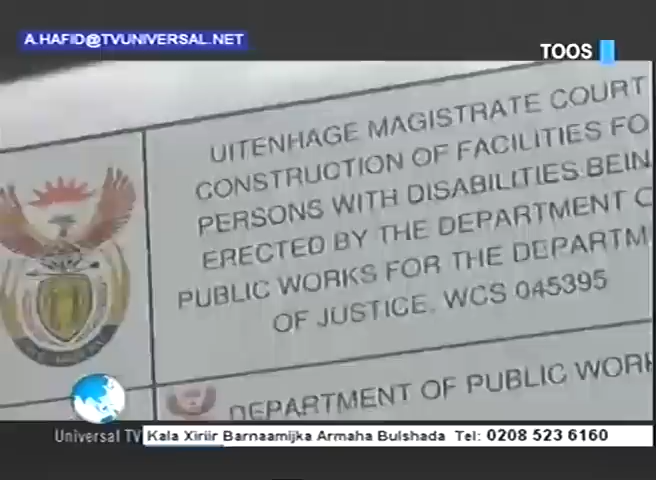 A.HAFID@TVUNIVERSAL.NET
TOOS
UITENHAGE MAGISTRATE COURT
CONSTRUCTION OF FACILITIES FO
PERSONS WITH DISABILITIES BEIN
ERECTED BY THE DEPARTMENT O
PUBLIC WORKS FOR THE DEPARTM
OF JUSTICE, WCS 045395
DEPARTMENT OF PUBLIC WORK
Universal TV
Kala Xiriir Barnaamijka Armaha Bulshada Tel: 0208 523 6160